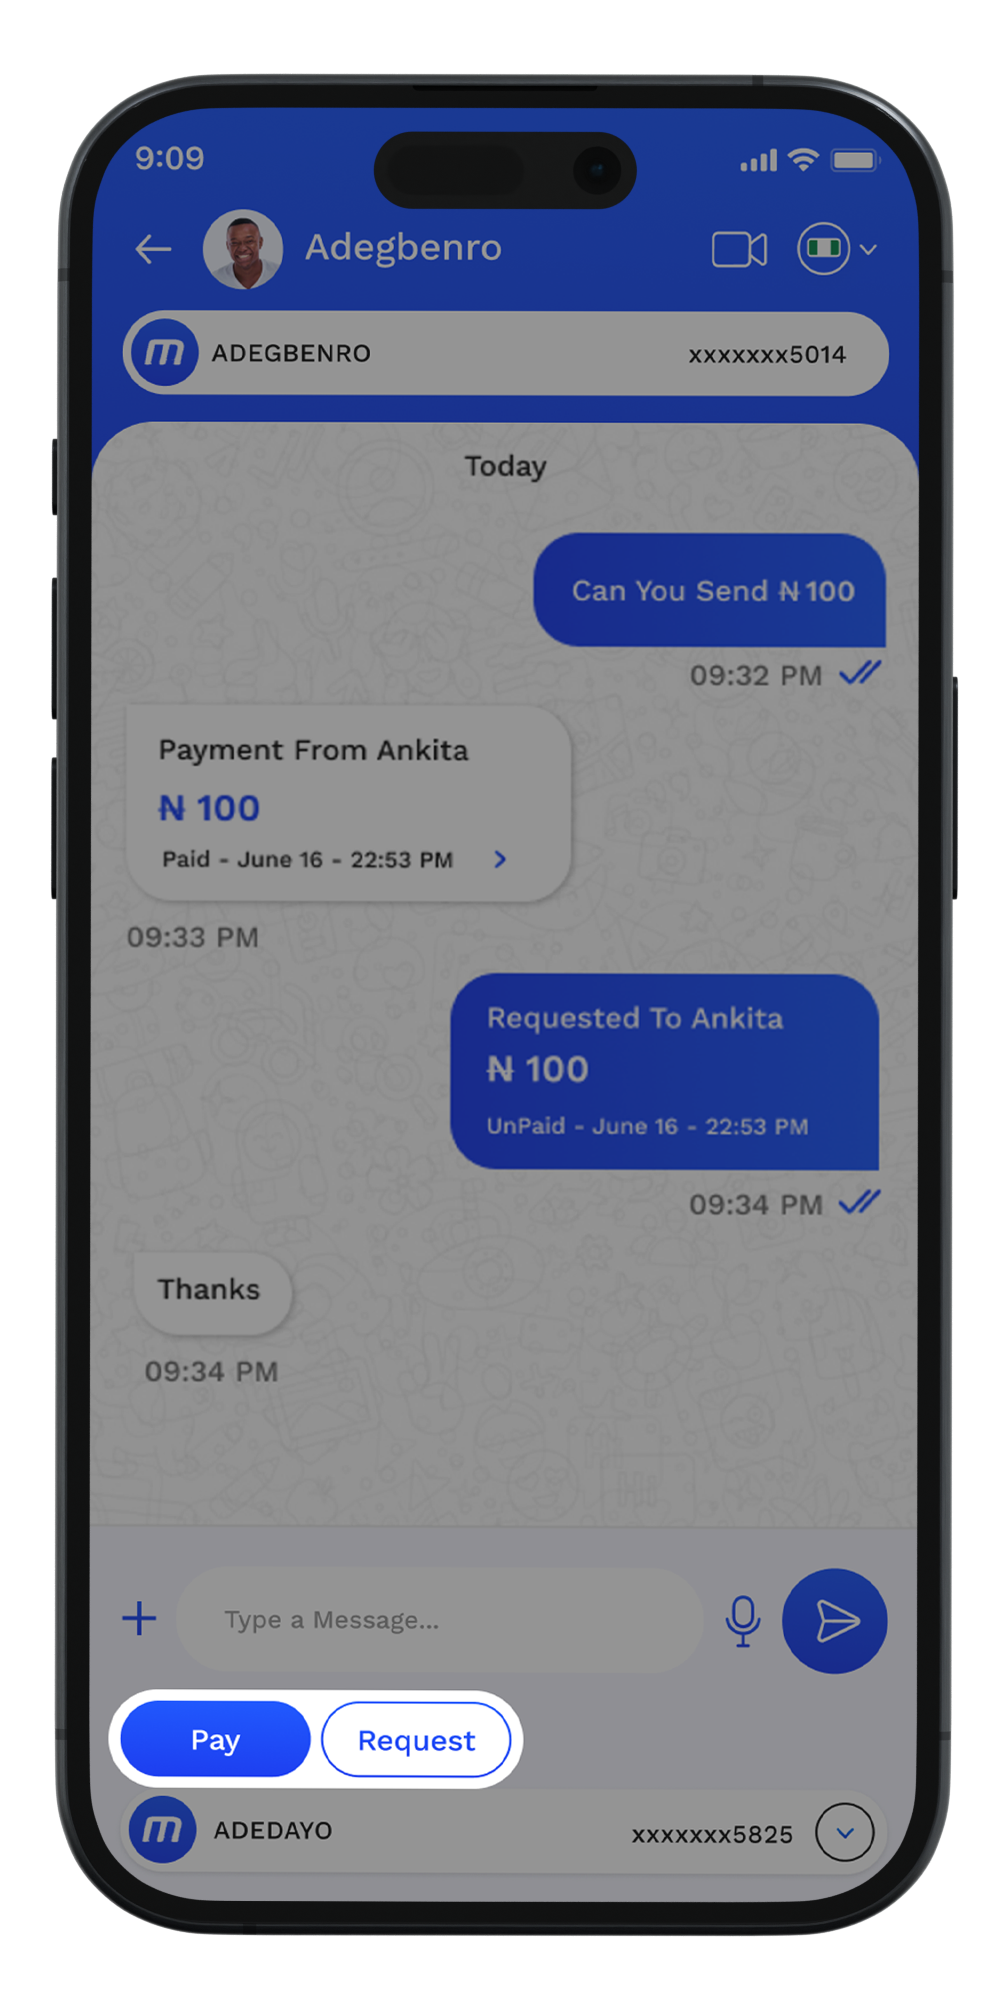 9:09
Adegbenro
m ADEGBENRO xxxxxxx5014
Today
Can You Send ₦ 100
09:32 PM
Payment From Ankita
₦ 100
Paid - June 16 - 22:53 PM
09:33 PM
Requested To Ankita
₦ 100
UnPaid - June 16 - 22:53 PM
09:34 PM
Thanks
09:34 PM
Type a Message...
Pay Request
m ADEDAYO xxxxxxx5825